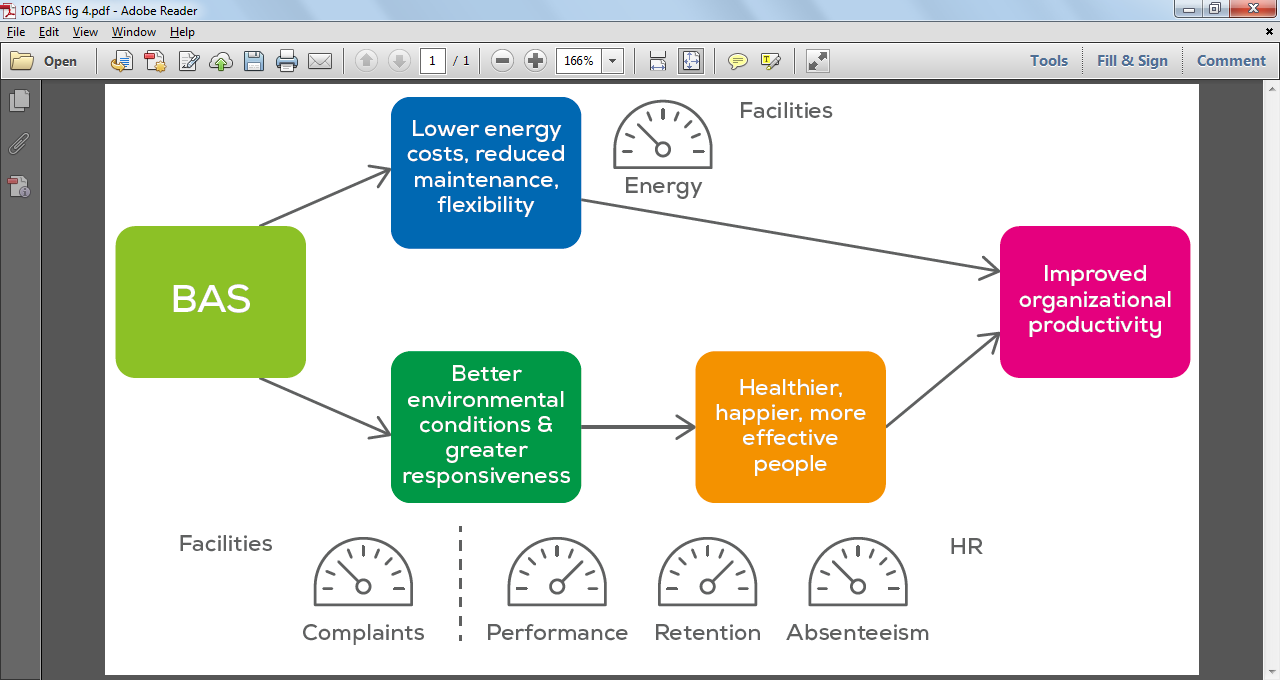 IOPBAS fig 4.pdf - Adobe Reader
File Edit View Window Help
Open 1 / 1 166% Tools Fill & Sign Comment
Facilities
Energy
Lower energy
costs, reduced
maintenance,
flexibility
BAS
Improved
organizational
productivity
Better
environmental
conditions &
greater
responsiveness
Healthier,
happier, more
effective
people
Facilities
HR
Complaints
Performance
Retention
Absenteeism